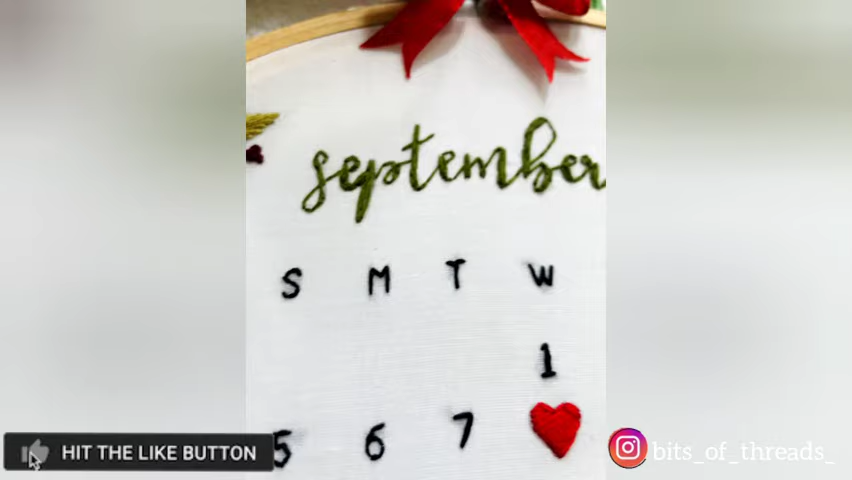 september
S M T W
1
5 6 7
HIT THE LIKE BUTTON
bits_of_threads_